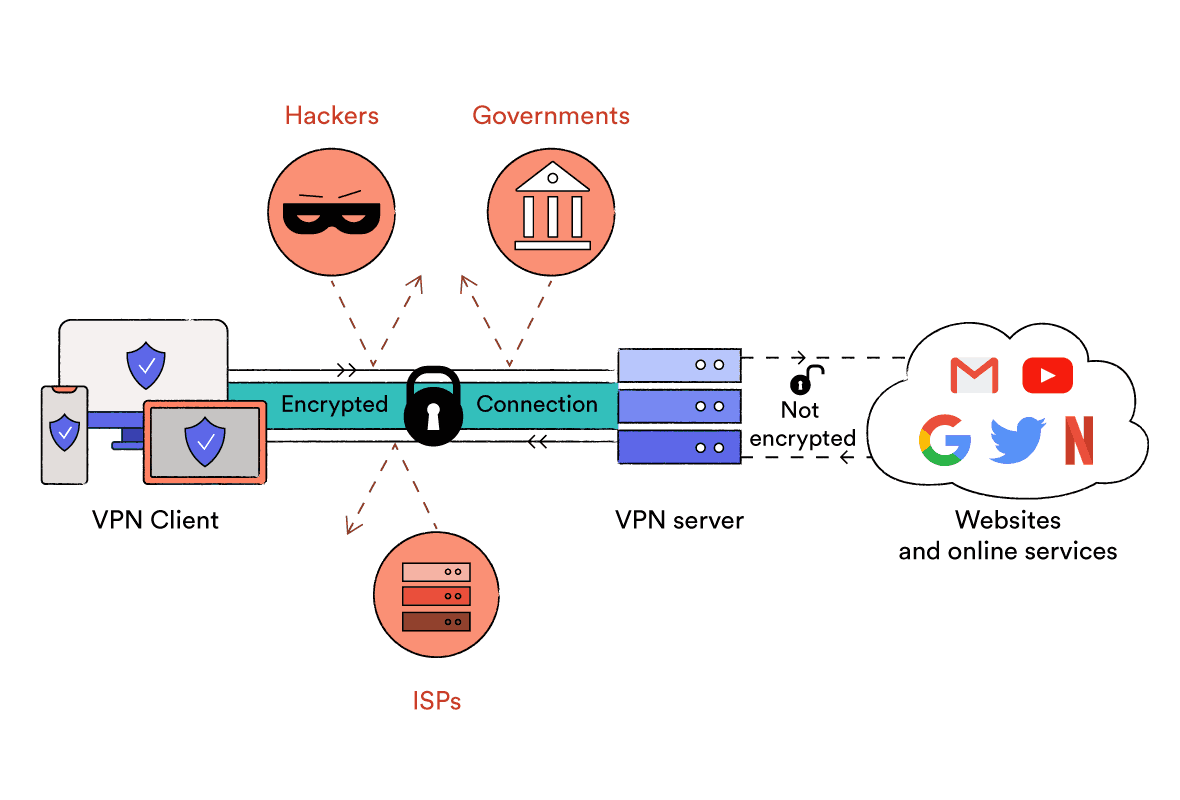 Hackers
Governments
Encrypted
Connection
Not
encrypted
VPN Client
VPN server
Websites
and online services
ISPs